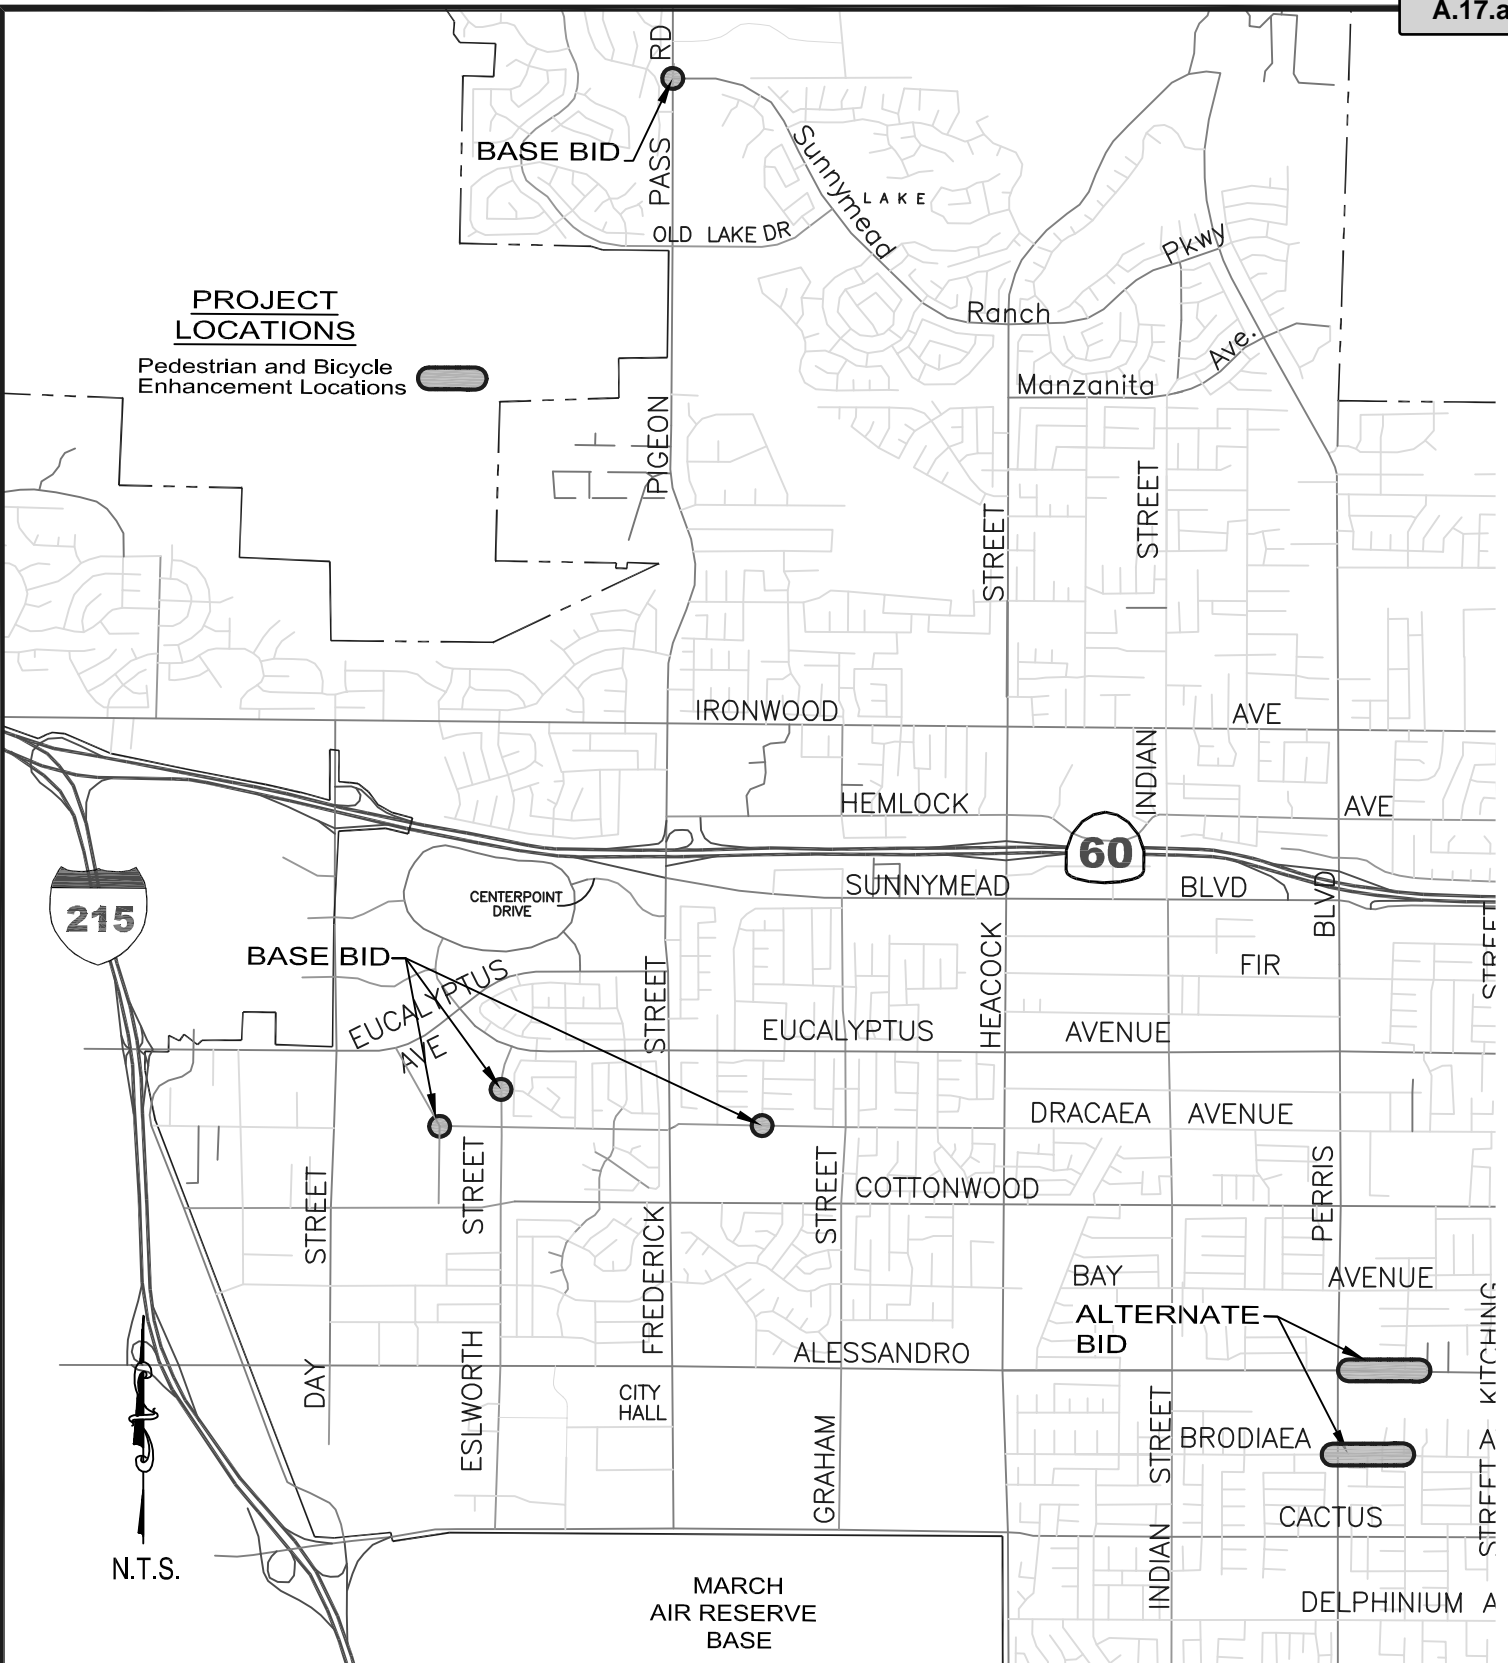 A.17.a
RD
BASE BID
PASS
Sunnymead
LAKE
OLD LAKE DR
Pkwy
PROJECT
LOCATIONS
Ranch
Ave.
Pedestrian and Bicycle
Enhancement Locations
Manzanita
PIGEON
STREET
STREET
IRONWOOD
AVE
INDIAN
HEMLOCK
AVE
60
SUNNYMEAD
BLVD
BLVD
CENTERPOINT
DRIVE
215
STREET
BASE BID
HEACOCK
FIR
STREET
EUCALYPTUS
AVE
EUCALYPTUS
AVENUE
DRACAEA
AVENUE
STREET
STREET
STREET
COTTONWOOD
PERRIS
FREDERICK
BAY
AVENUE
ALTERNATE
BID
KITCHING
ALESSANDRO
DAY
ESLWORTH
CITY
HALL
STREET
BRODIAEA
A
GRAHAM
STREET
CACTUS
INDIAN
N.T.S.
MARCH
AIR RESERVE
BASE
DELPHINIUM A